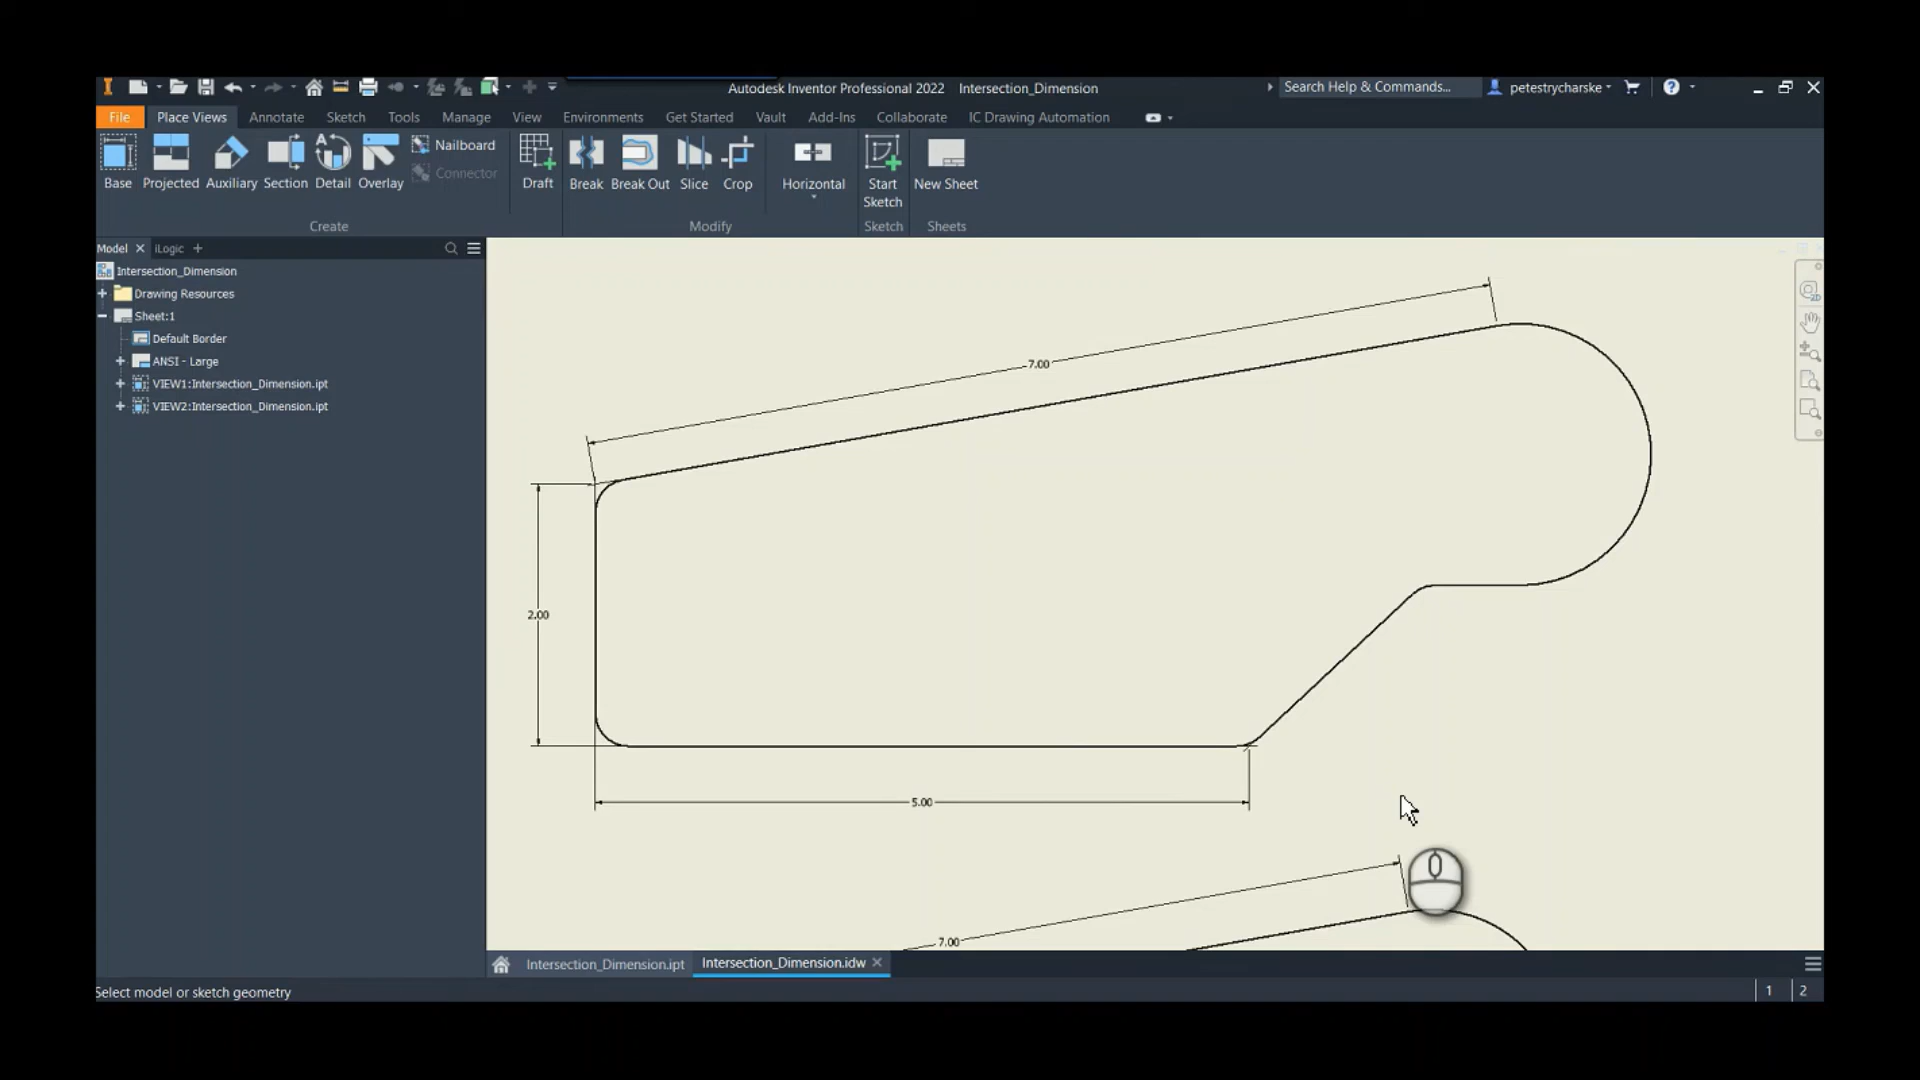 Autodesk Inventor Professional 2022 Intersection_Dimension
Search Help & Commands...
petestrycharske
File Place Views Annotate Sketch Tools Manage View Environments Get Started Vault Add-Ins Collaborate IC Drawing Automation
Base Projected Auxiliary Section Detail Overlay
Nailboard
Connector
Draft Break Break Out Slice Crop Horizontal Start Sketch New Sheet
Create Modify Sketch Sheets
Model iLogic
Intersection_Dimension
Drawing Resources
Sheet:1
Default Border
ANSI - Large
VIEW1:Intersection_Dimension.ipt
VIEW2:Intersection_Dimension.ipt
7.00
2.00
5.00
7.00
Intersection_Dimension.ipt Intersection_Dimension.idw
Select model or sketch geometry
1 2